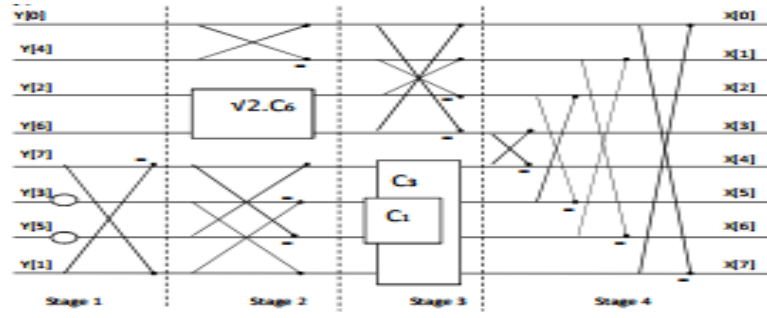 Y[0] X[0]
Y[4] X[1]
Y[2] √2.C6 X[2]
Y[6] X[3]
Y[7] X[4]
Y[3] C3 X[5]
Y[5] C1 X[6]
Y[1] X[7]
Stage 1 Stage 2 Stage 3 Stage 4